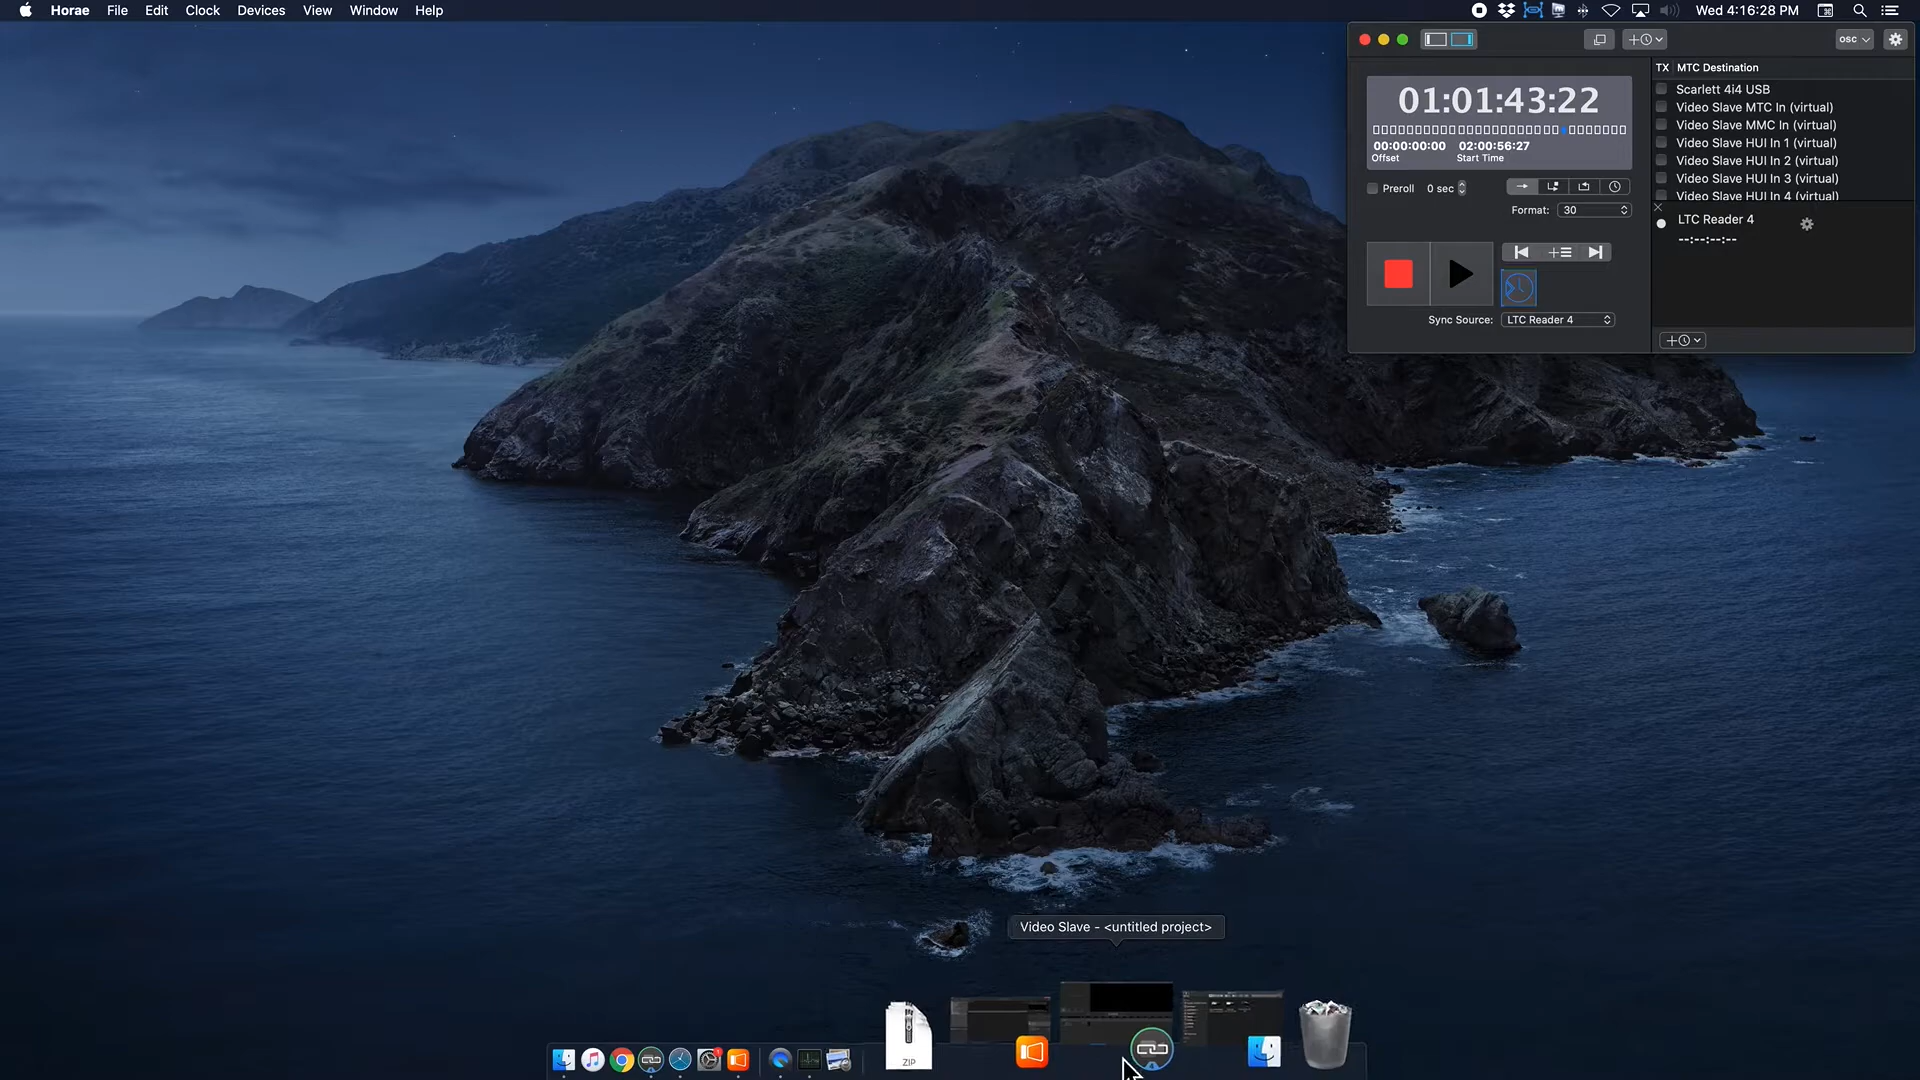 Horae File Edit Clock Devices View Window Help
Wed 4:16:28 PM
osc
01:01:43:22
00:00:00:00 02:00:56:27
Offset Start Time
Preroll 0 sec
Format: 30
Sync Source: LTC Reader 4
TX MTC Destination
Scarlett 4i4 USB
Video Slave MTC In (virtual)
Video Slave MMC In (virtual)
Video Slave HUI In 1 (virtual)
Video Slave HUI In 2 (virtual)
Video Slave HUI In 3 (virtual)
Video Slave HUI In 4 (virtual)
LTC Reader 4
--:--:--:--
Video Slave - <untitled project>
ZIP